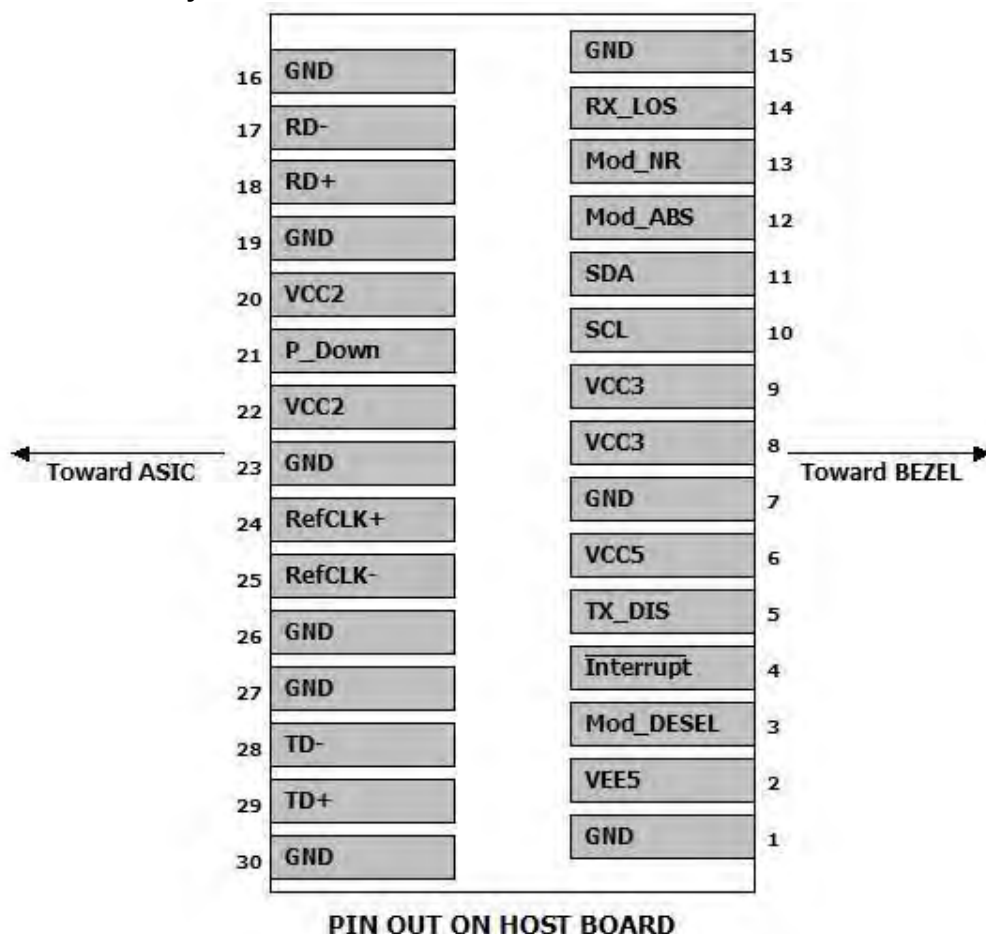 GND 15
16 GND
RX_LOS 14
17 RD-
Mod_NR 13
18 RD+
Mod_ABS 12
19 GND
SDA 11
20 VCC2
SCL 10
21 P_Down
VCC3 9
22 VCC2
VCC3 8
Toward ASIC
23 GND
Toward BEZEL
GND 7
24 RefCLK+
VCC5 6
25 RefCLK-
TX_DIS 5
26 GND
Interrupt 4
27 GND
Mod_DESEL 3
28 TD-
VEE5 2
29 TD+
GND 1
30 GND
PIN OUT ON HOST BOARD